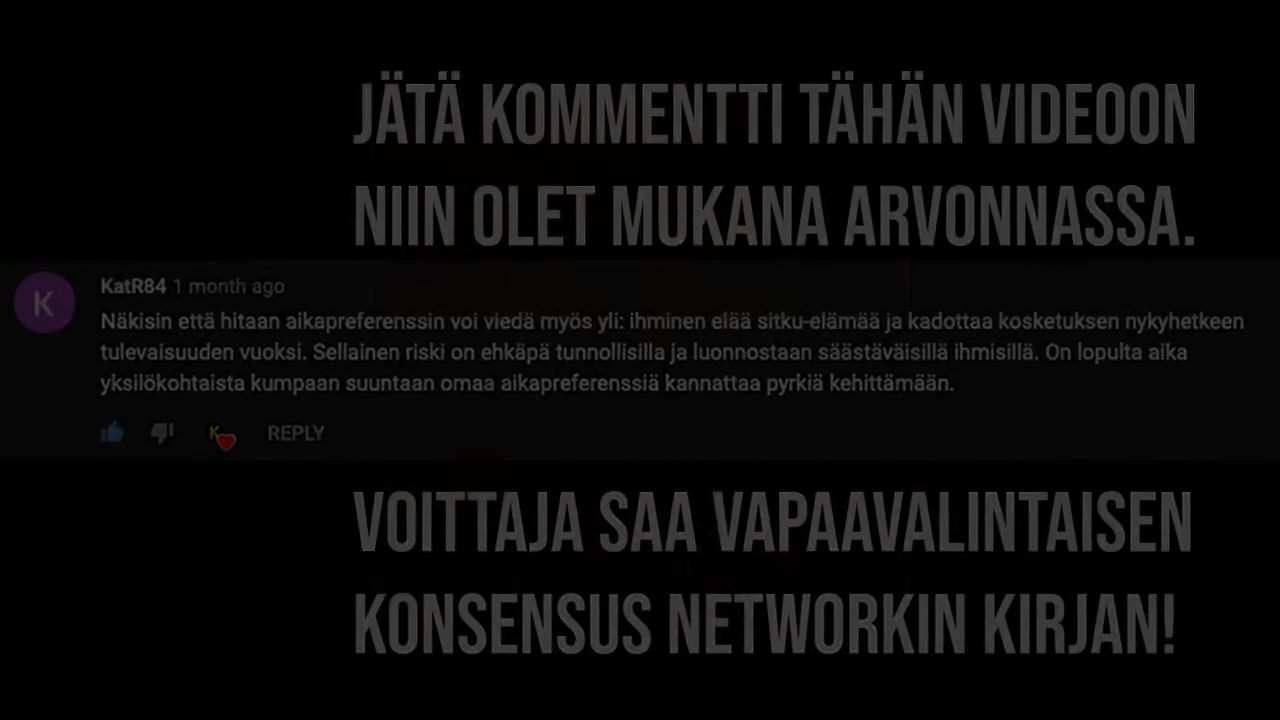 JÄTÄ KOMMENTTI TÄHÄN VIDEOON
NIIN OLET MUKANA ARVONNASSA.
K
KatR84 1 month ago
Näkisin että hitaan aikapreferenssin voi viedä myös yli: ihminen elää sitku-elämää ja kadottaa kosketuksen nykyhetkeen
tulevaisuuden vuoksi. Sellainen riski on ehkäpä tunnollisilla ja luonnostaan säästäväisillä ihmisillä. On lopulta aika
yksilökohtaista kumpaan suuntaan omaa aikapreferenssiä kannattaa pyrkiä kehittämään.
K REPLY
VOITTAJA SAA VAPAAVALINTAISEN
KONSENSUS NETWORKIN KIRJAN!